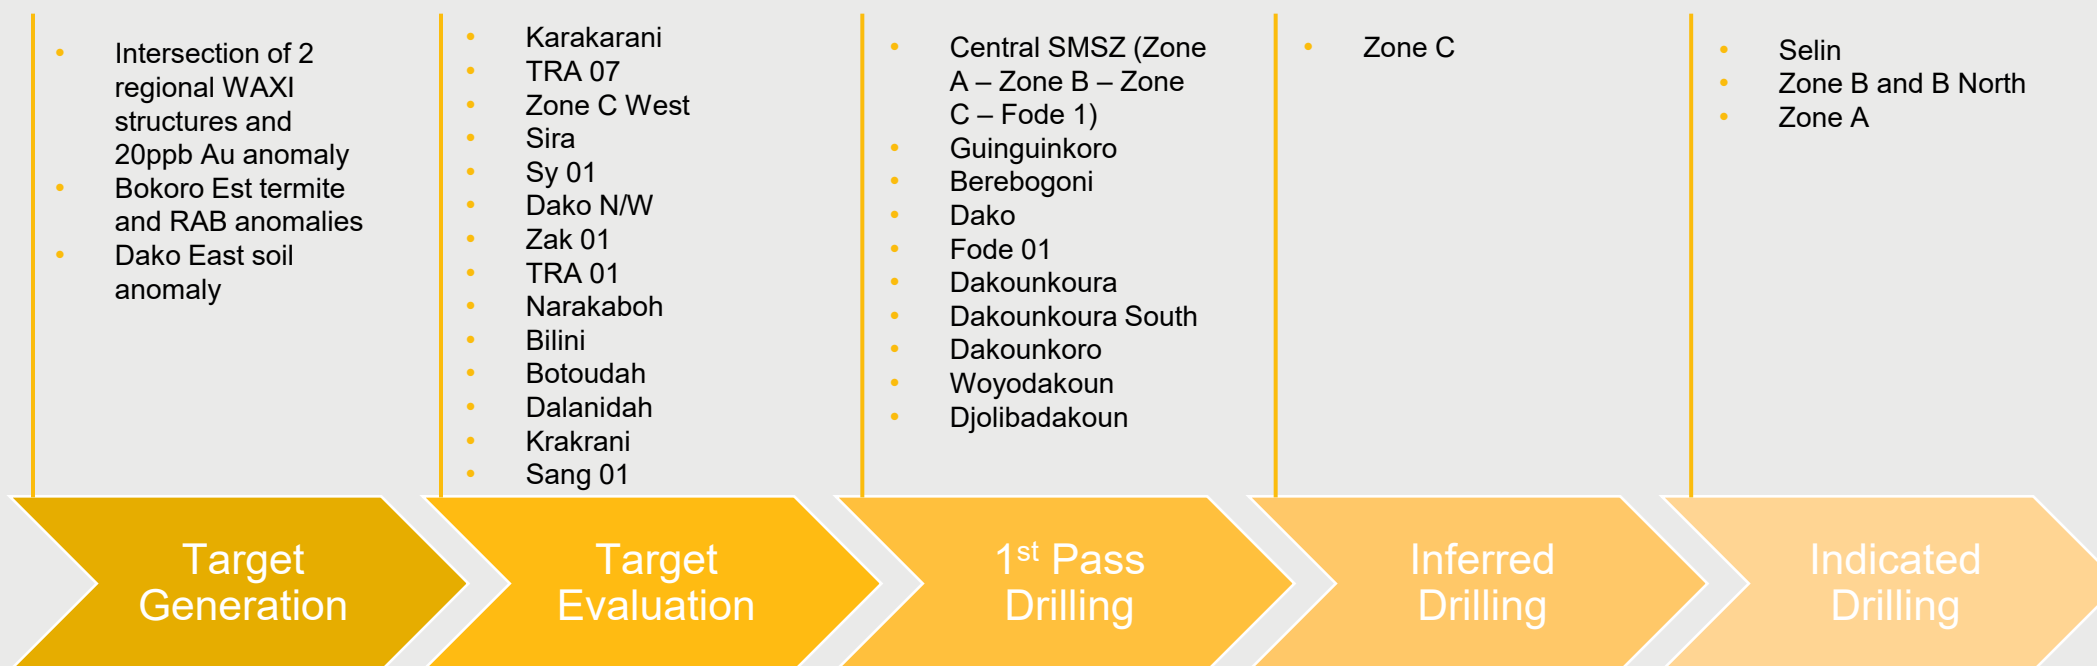 Intersection of 2
regional WAXI
structures and
20ppb Au anomaly
Bokoro Est termite
and RAB anomalies
Dako East soil
anomaly
Karakarani
TRA 07
Zone C West
Sira
Sy 01
Dako N/W
Zak 01
TRA 01
Narakaboh
Bilini
Botoudah
Dalanidah
Krakrani
Sang 01
Central SMSZ (Zone
A – Zone B – Zone
C – Fode 1)
Guinguinkoro
Berebogoni
Dako
Fode 01
Dakounkoura
Dakounkoura South
Dakounkoro
Woyodakoun
Djolibadakoun
Zone C
Selin
Zone B and B North
Zone A
Target
Generation
Target
Evaluation
1st Pass
Drilling
Inferred
Drilling
Indicated
Drilling